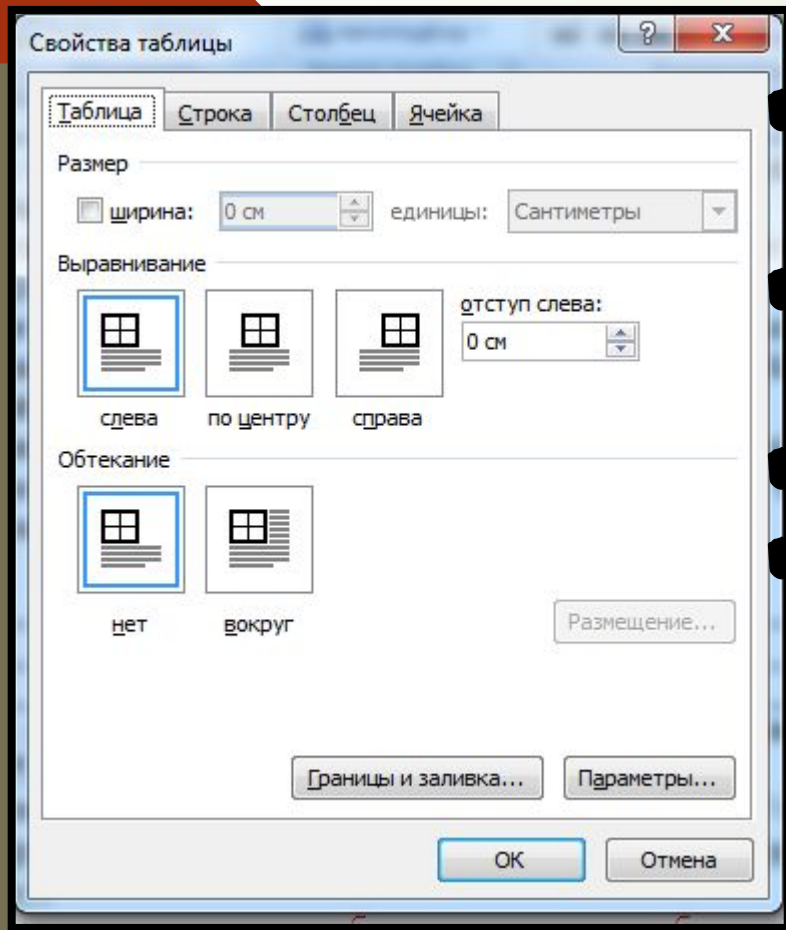 Свойства таблицы
Таблица Строка Столбец Ячейка
Размер
ширина: 0 см единицы: Сантиметры
Выравнивание
отступ слева:
0 см
слева по центру справа
Обтекание
нет вокруг
Размещение...
Границы и заливка... Параметры...
ОК Отмена